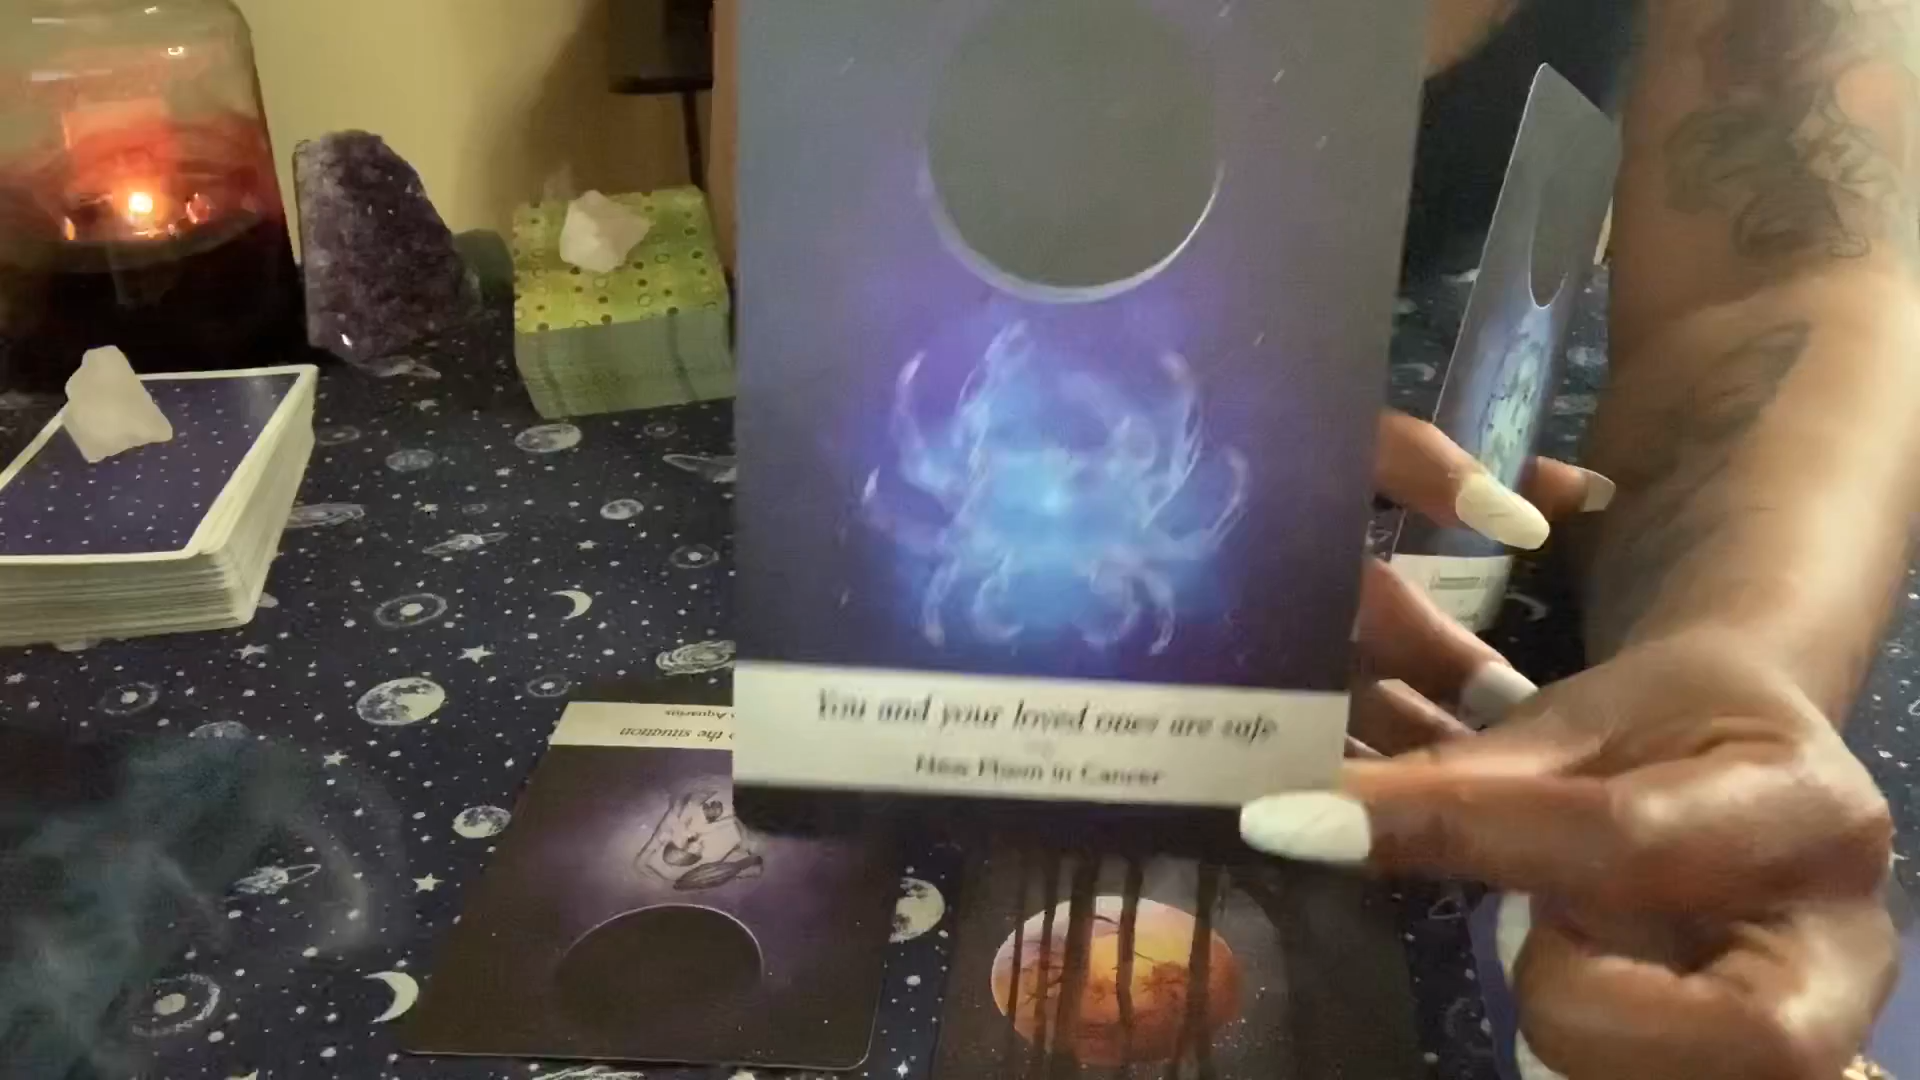 You and your loved ones are safe
New Moon in Cancer
the situation
Aquarius